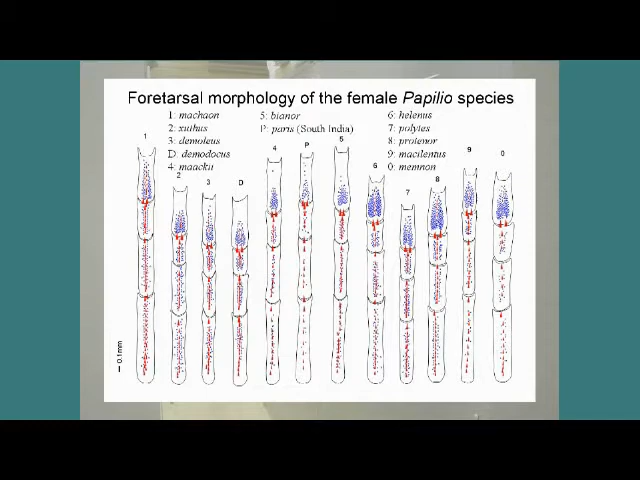 Foretarsal morphology of the female Papilio species
1: machaon 5: bianor 6: helenus
2: xuthus P: paris (South India) 7: polytes
3: demoleus 8: protenor
D: demodocus 9: macilentus
4: maackii 0: memnon
1 2 3 D 4 P 5 6 7 8 9 0
0.1mm